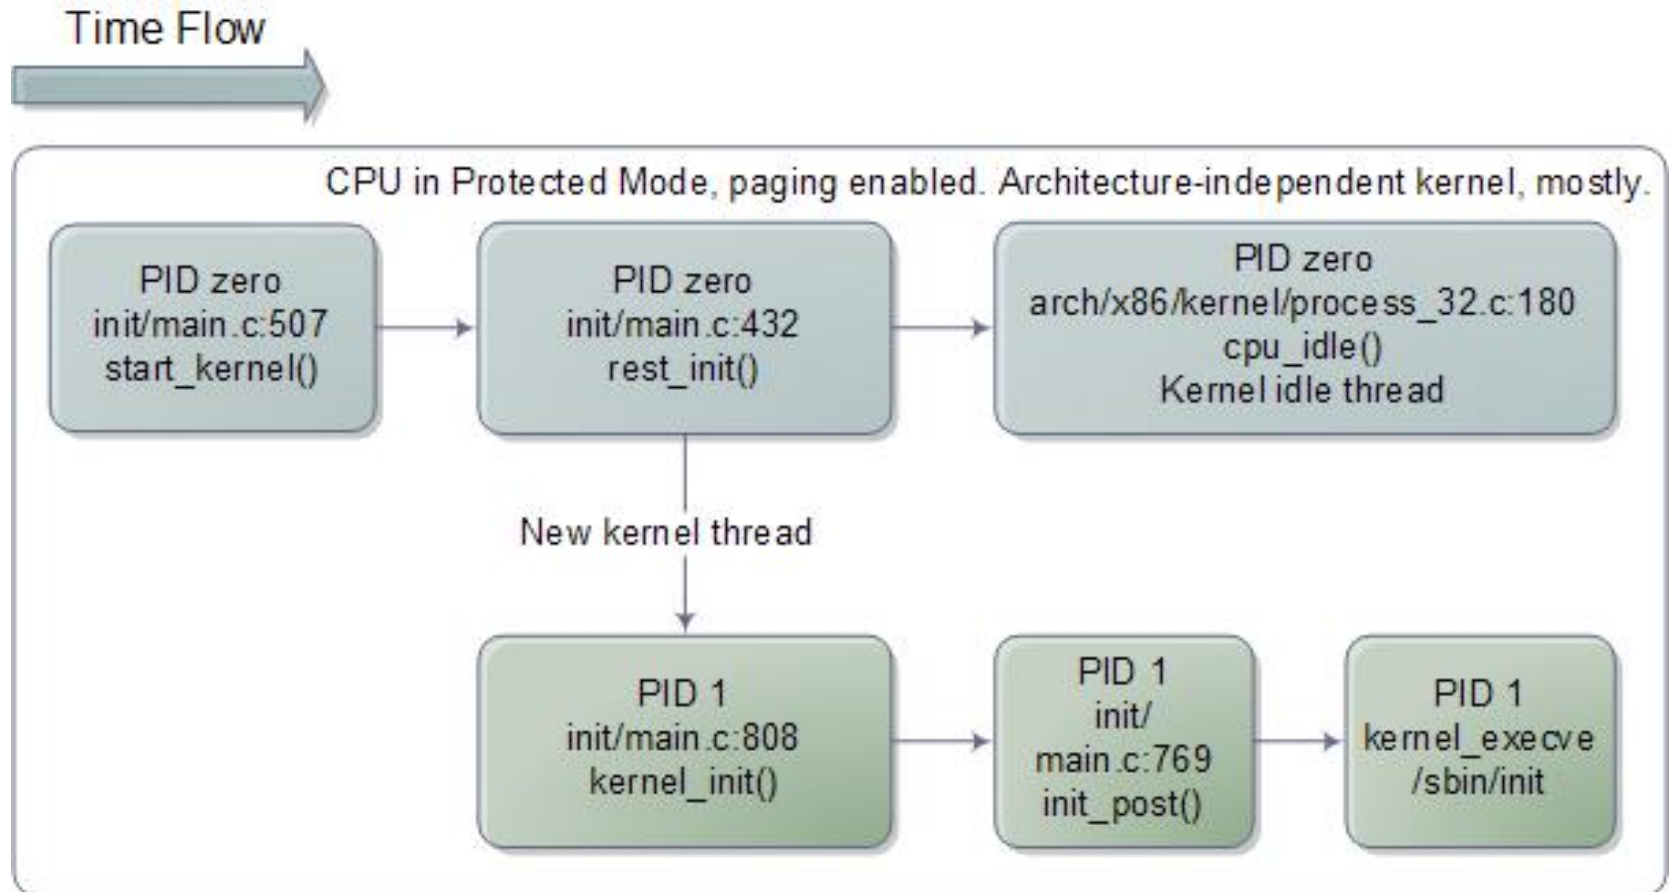 Time Flow
CPU in Protected Mode, paging enabled. Architecture-independent kernel, mostly.
PID zero
init/main.c:507
start_kernel()
PID zero
init/main.c:432
rest_init()
PID zero
arch/x86/kernel/process_32.c:180
cpu_idle()
Kernel idle thread
New kernel thread
PID 1
init/main.c:808
kernel_init()
PID 1
init/
main.c:769
init_post()
PID 1
kernel_execve
/sbin/init